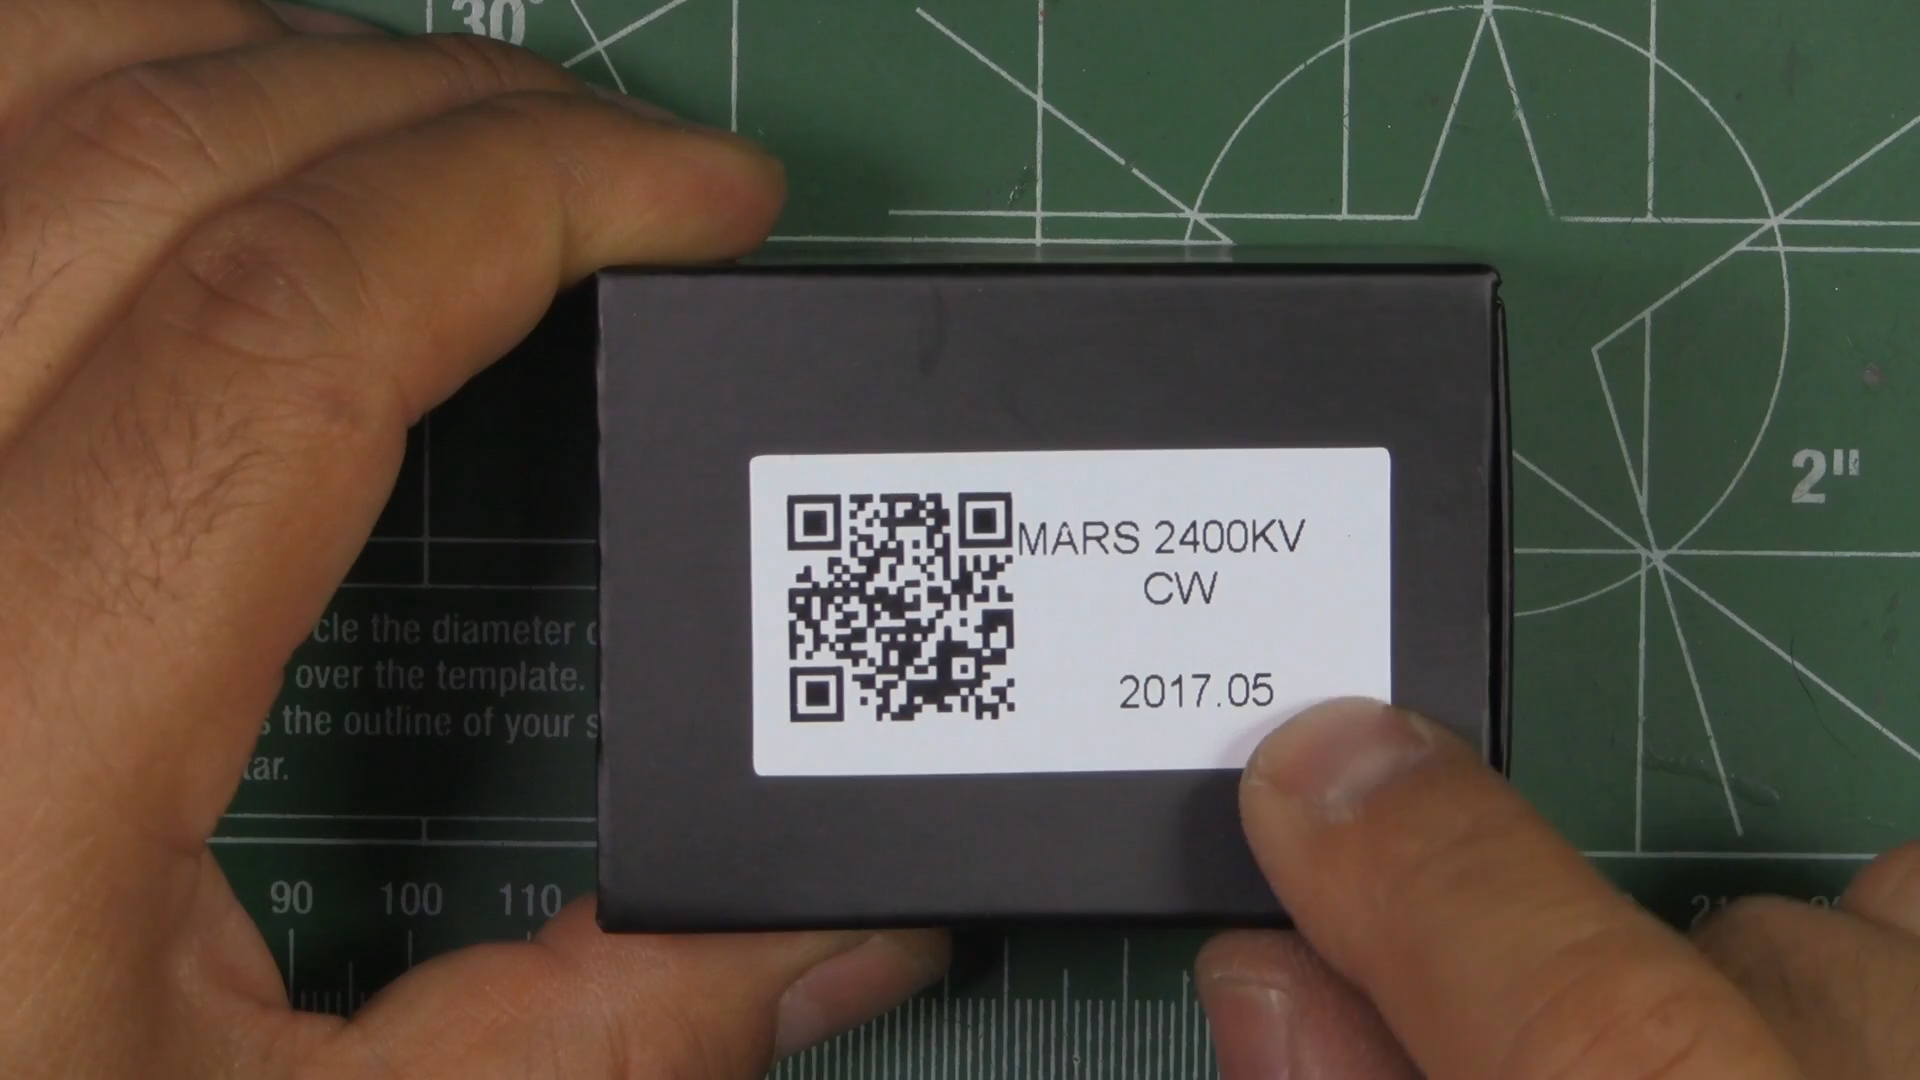 30°
2"
MARS 2400KV
CW
2017.05
cle the diameter
over the template.
the outline of your
tar.
90 100 110